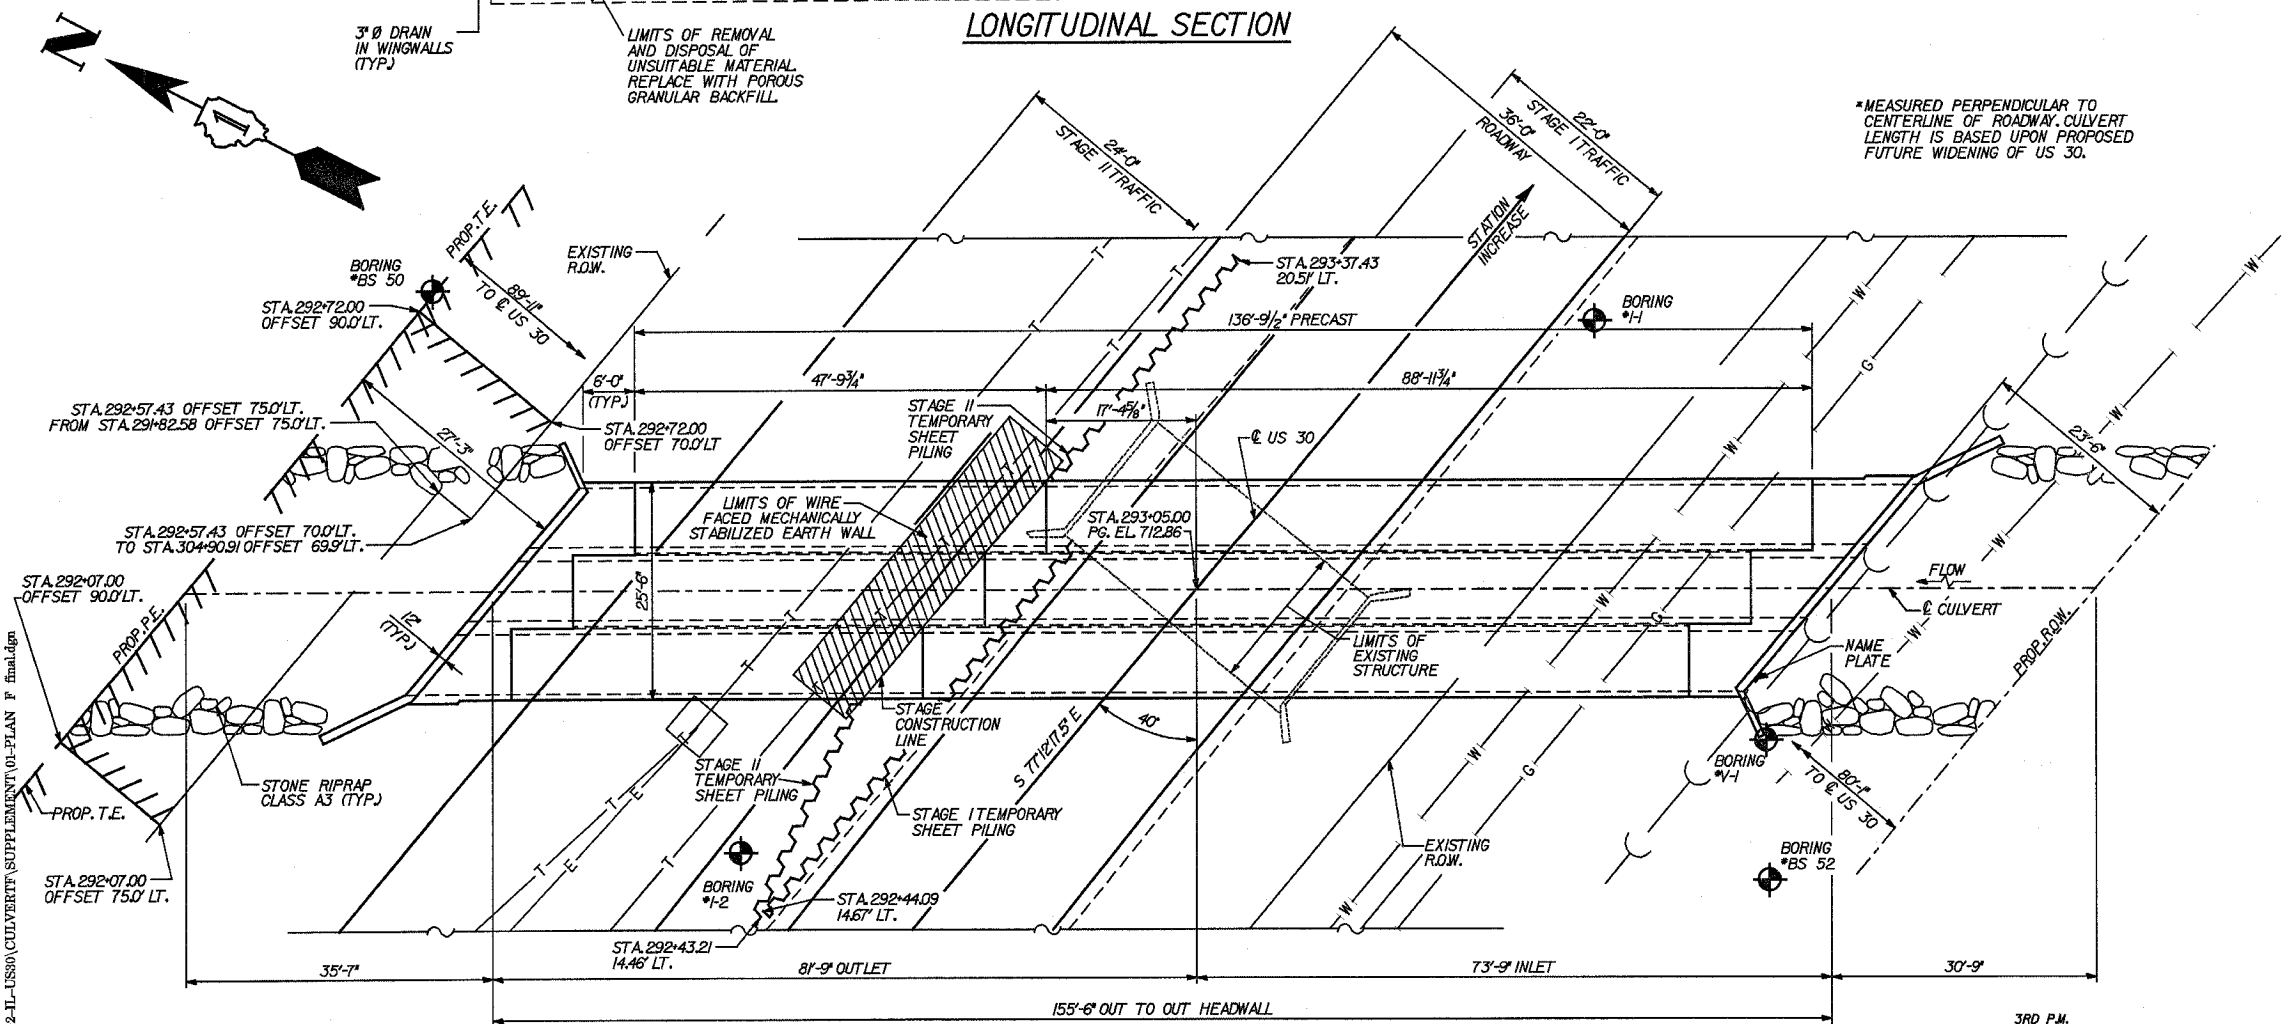 LONGITUDINAL SECTION
3" Ø DRAIN
IN WINGWALLS
(TYP.)
LIMITS OF REMOVAL
AND DISPOSAL OF
UNSUITABLE MATERIAL.
REPLACE WITH POROUS
GRANULAR BACKFILL.
N
*MEASURED PERPENDICULAR TO
CENTERLINE OF ROADWAY. CULVERT
LENGTH IS BASED UPON PROPOSED
FUTURE WIDENING OF US 30.
24'-0"
STAGE II TRAFFIC
36'-0"
ROADWAY
22'-0"
STAGE I TRAFFIC
STATION
INCREASE
PROP. T.E.
EXISTING
R.O.W.
BORING
*BS 50
89'-11"
TO ℄ US 30
STA. 292+72.00
OFFSET 90.0' LT.
STA. 293+37.43
20.51' LT.
BORING
*1-1
136'-9 1/2" PRECAST
6'-0"
(TYP.)
47'-9 3/4"
88'-11 3/4"
17'-4 5/8"
STA. 292+57.43 OFFSET 75.0' LT.
FROM STA. 291+82.58 OFFSET 75.0' LT.
27'-3"
STA. 292+72.00
OFFSET 70.0' LT
STAGE II
TEMPORARY
SHEET
PILING
℄ US 30
23'-6"
LIMITS OF WIRE
FACED MECHANICALLY
STABILIZED EARTH WALL
STA. 293+05.00
PG. EL. 712.86
STA. 292+57.43 OFFSET 70.0' LT.
TO STA. 304+90.91 OFFSET 69.9' LT.
STA. 292+07.00
OFFSET 90.0' LT.
25'-6"
FLOW
℄ CULVERT
PROP. P.E.
12"
(TYP.)
LIMITS OF
EXISTING
STRUCTURE
NAME
PLATE
PROP. R.O.W.
STAGE
CONSTRUCTION
LINE
S 77°12'17.5" E
40°
STAGE II
TEMPORARY
SHEET PILING
STONE RIPRAP
CLASS A3 (TYP.)
PROP. T.E.
STAGE I TEMPORARY
SHEET PILING
BORING
*V-1
80'-1"
TO ℄ US 30
EXISTING
R.O.W.
BORING
*BS 52
STA. 292+07.00
OFFSET 75.0' LT.
BORING
*1-2
STA. 292+44.09
14.67' LT.
STA. 292+43.21
14.46' LT.
35'-7"
81'-9" OUTLET
73'-9" INLET
30'-9"
155'-6" OUT TO OUT HEADWALL
3RD P.M.
2-IL-US30\CULVERTF\SUPPLEMENT\01-PLAN F final.dgn